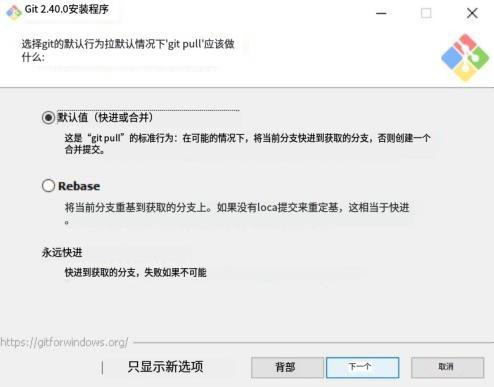 Git 2.40.0安装程序
选择git的默认行为拉默认情况下'git pull'应该做
什么:
默认值（快进或合并）
这是“git pull”的标准行为：在可能的情况下，将当前分支快进到获取的分支，否则创建一个
合并提交。
Rebase
将当前分支重基到获取的分支上。如果没有loca提交来重定基，这相当于快进
。
永远快进
快进到获取的分支，失败如果不可能
https://gitforwindows.org/
只显示新选项
背部
下一个
取消